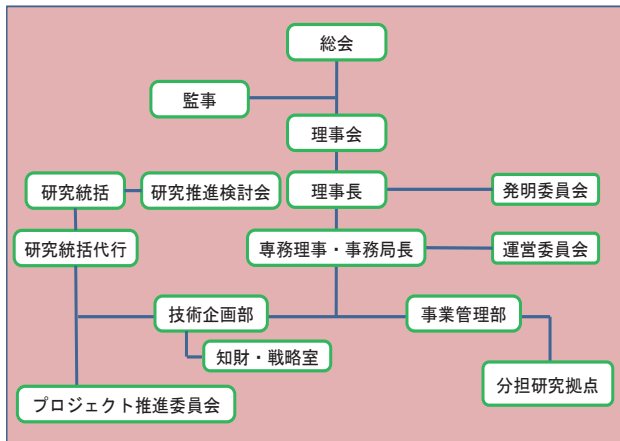 総会
監事
理事会
研究統括
研究推進検討会
理事長
発明委員会
研究統括代行
専務理事・事務局長
運営委員会
技術企画部
事業管理部
知財・戦略室
分担研究拠点
プロジェクト推進委員会